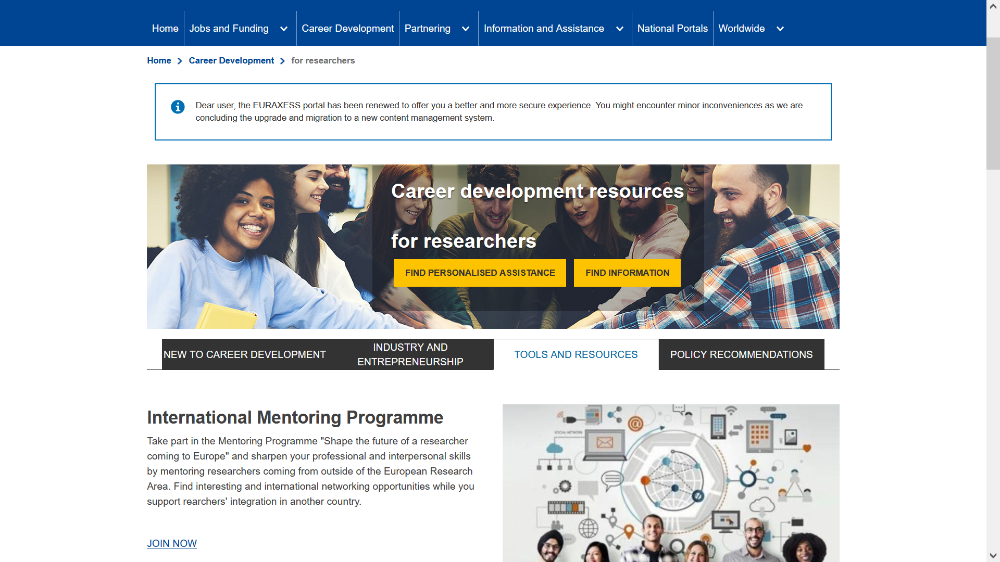 Home Jobs and Funding Career Development Partnering Information and Assistance National Portals Worldwide
Home Career Development for researchers
Dear user, the EURAXESS portal has been renewed to offer you a better and more secure experience. You might encounter minor inconveniences as we are
concluding the upgrade and migration to a new content management system.
Career development resources
for researchers
FIND PERSONALISED ASSISTANCE FIND INFORMATION
NEW TO CAREER DEVELOPMENT
INDUSTRY AND
ENTREPRENEURSHIP
TOOLS AND RESOURCES
POLICY RECOMMENDATIONS
International Mentoring Programme
Take part in the Mentoring Programme "Shape the future of a researcher
coming to Europe" and sharpen your professional and interpersonal skills
by mentoring researchers coming from outside of the European Research
Area. Find interesting and international networking opportunities while you
support rearchers' integration in another country.
JOIN NOW
SOCIAL NETWORK
SHARE